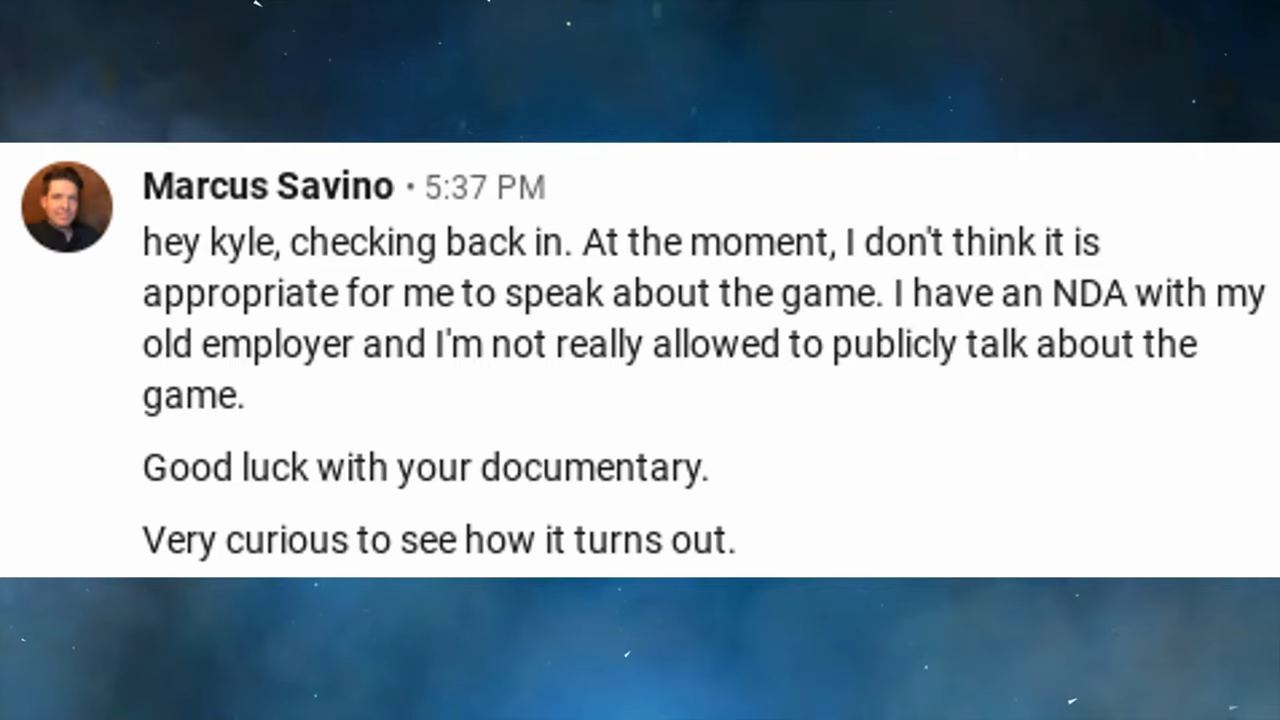 Marcus Savino • 5:37 PM
hey kyle, checking back in. At the moment, I don't think it is
appropriate for me to speak about the game. I have an NDA with my
old employer and I'm not really allowed to publicly talk about the
game.
Good luck with your documentary.
Very curious to see how it turns out.